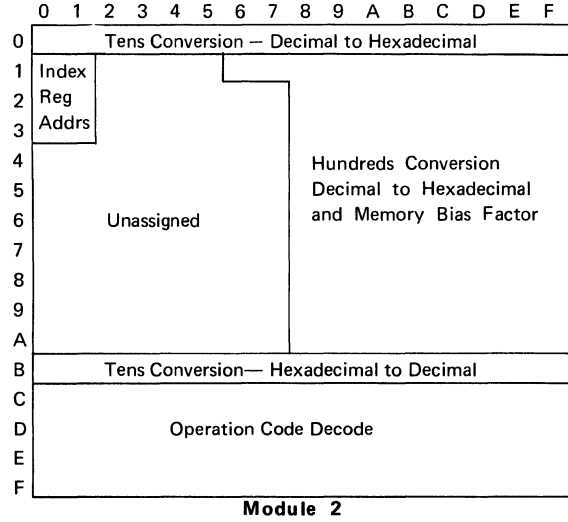 0 1 2 3 4 5 6 7 8 9 A B C D E F
0 Tens Conversion — Decimal to Hexadecimal
1 Index
2 Reg
3 Addrs
4 Hundreds Conversion
5 Decimal to Hexadecimal
6 Unassigned and Memory Bias Factor
7
8
9
A
B Tens Conversion— Hexadecimal to Decimal
C
D Operation Code Decode
E
F
Module 2